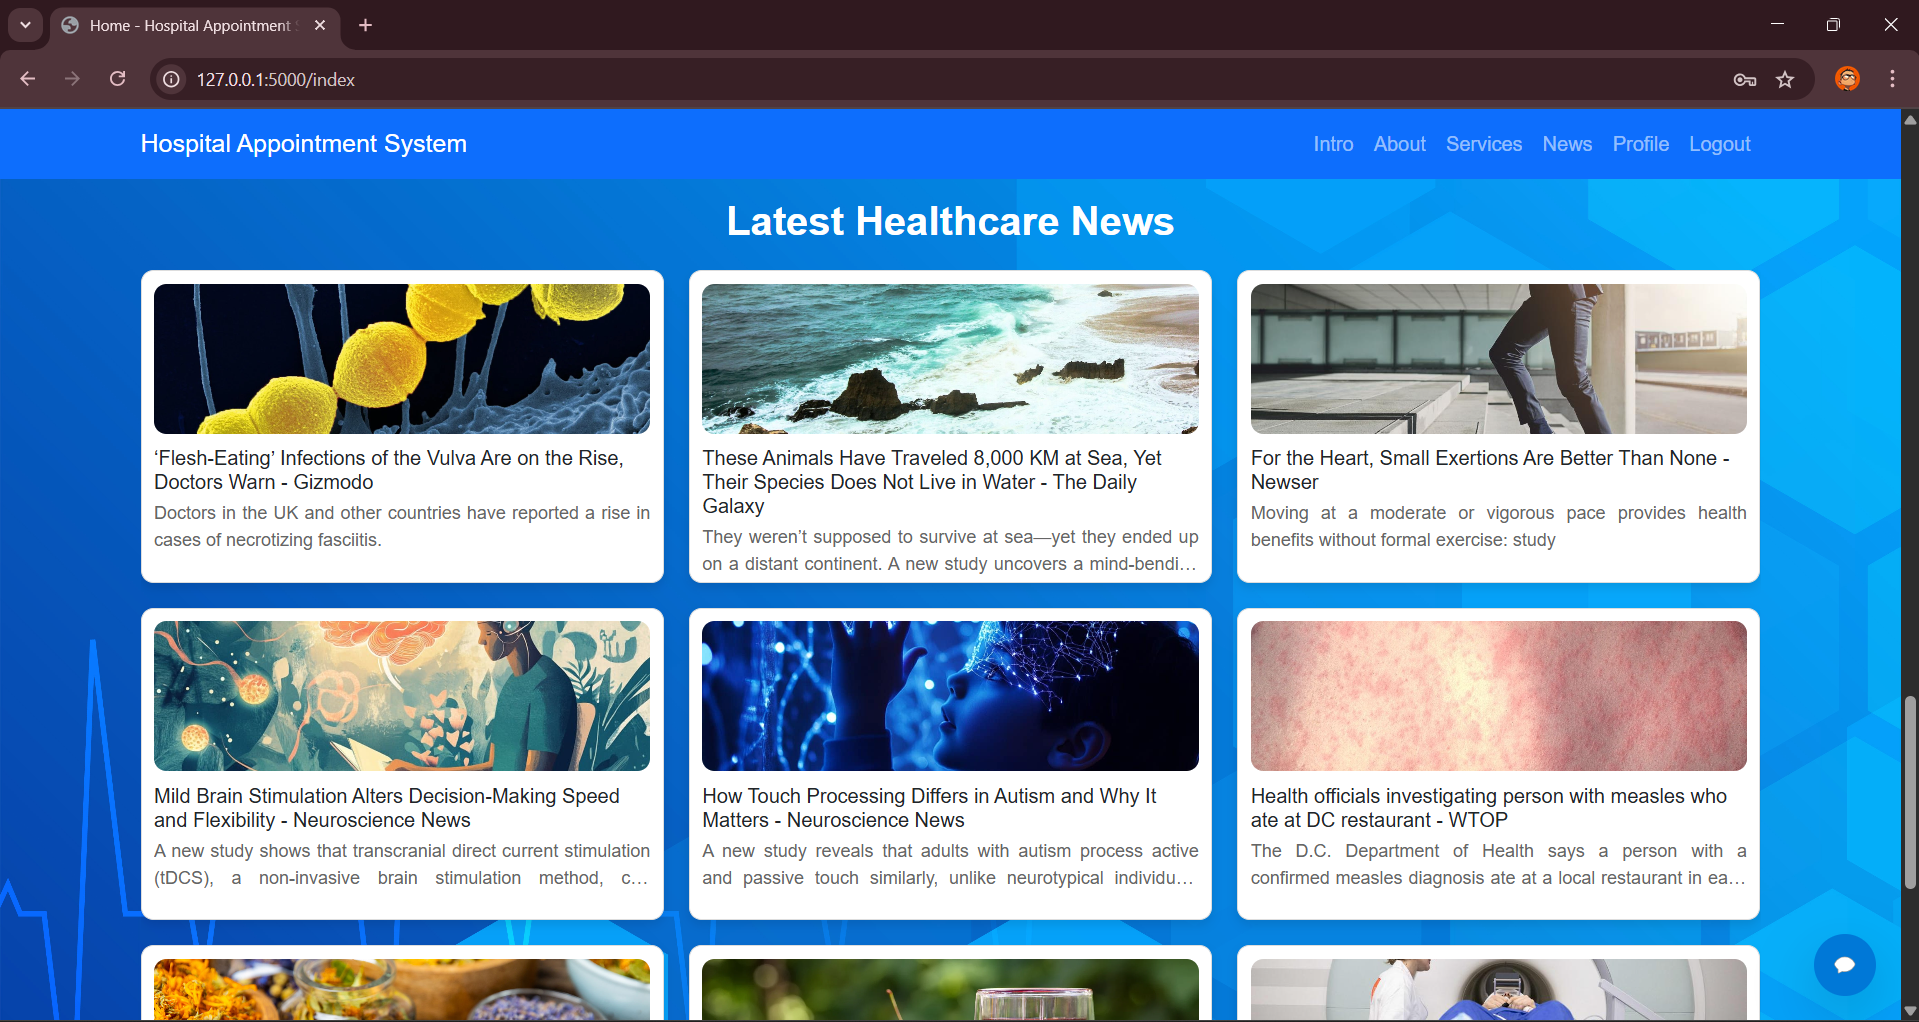 Home - Hospital Appointment
127.0.0.1:5000/index
Hospital Appointment System
Intro About Services News Profile Logout
Latest Healthcare News
‘Flesh-Eating’ Infections of the Vulva Are on the Rise,
Doctors Warn - Gizmodo
Doctors in the UK and other countries have reported a rise in
cases of necrotizing fasciitis.
These Animals Have Traveled 8,000 KM at Sea, Yet
Their Species Does Not Live in Water - The Daily
Galaxy
They weren’t supposed to survive at sea—yet they ended up
on a distant continent. A new study uncovers a mind-bendi…
For the Heart, Small Exertions Are Better Than None -
Newser
Moving at a moderate or vigorous pace provides health
benefits without formal exercise: study
Mild Brain Stimulation Alters Decision-Making Speed
and Flexibility - Neuroscience News
A new study shows that transcranial direct current stimulation
(tDCS), a non-invasive brain stimulation method, c…
How Touch Processing Differs in Autism and Why It
Matters - Neuroscience News
A new study reveals that adults with autism process active
and passive touch similarly, unlike neurotypical individu…
Health officials investigating person with measles who
ate at DC restaurant - WTOP
The D.C. Department of Health says a person with a
confirmed measles diagnosis ate at a local restaurant in ea…